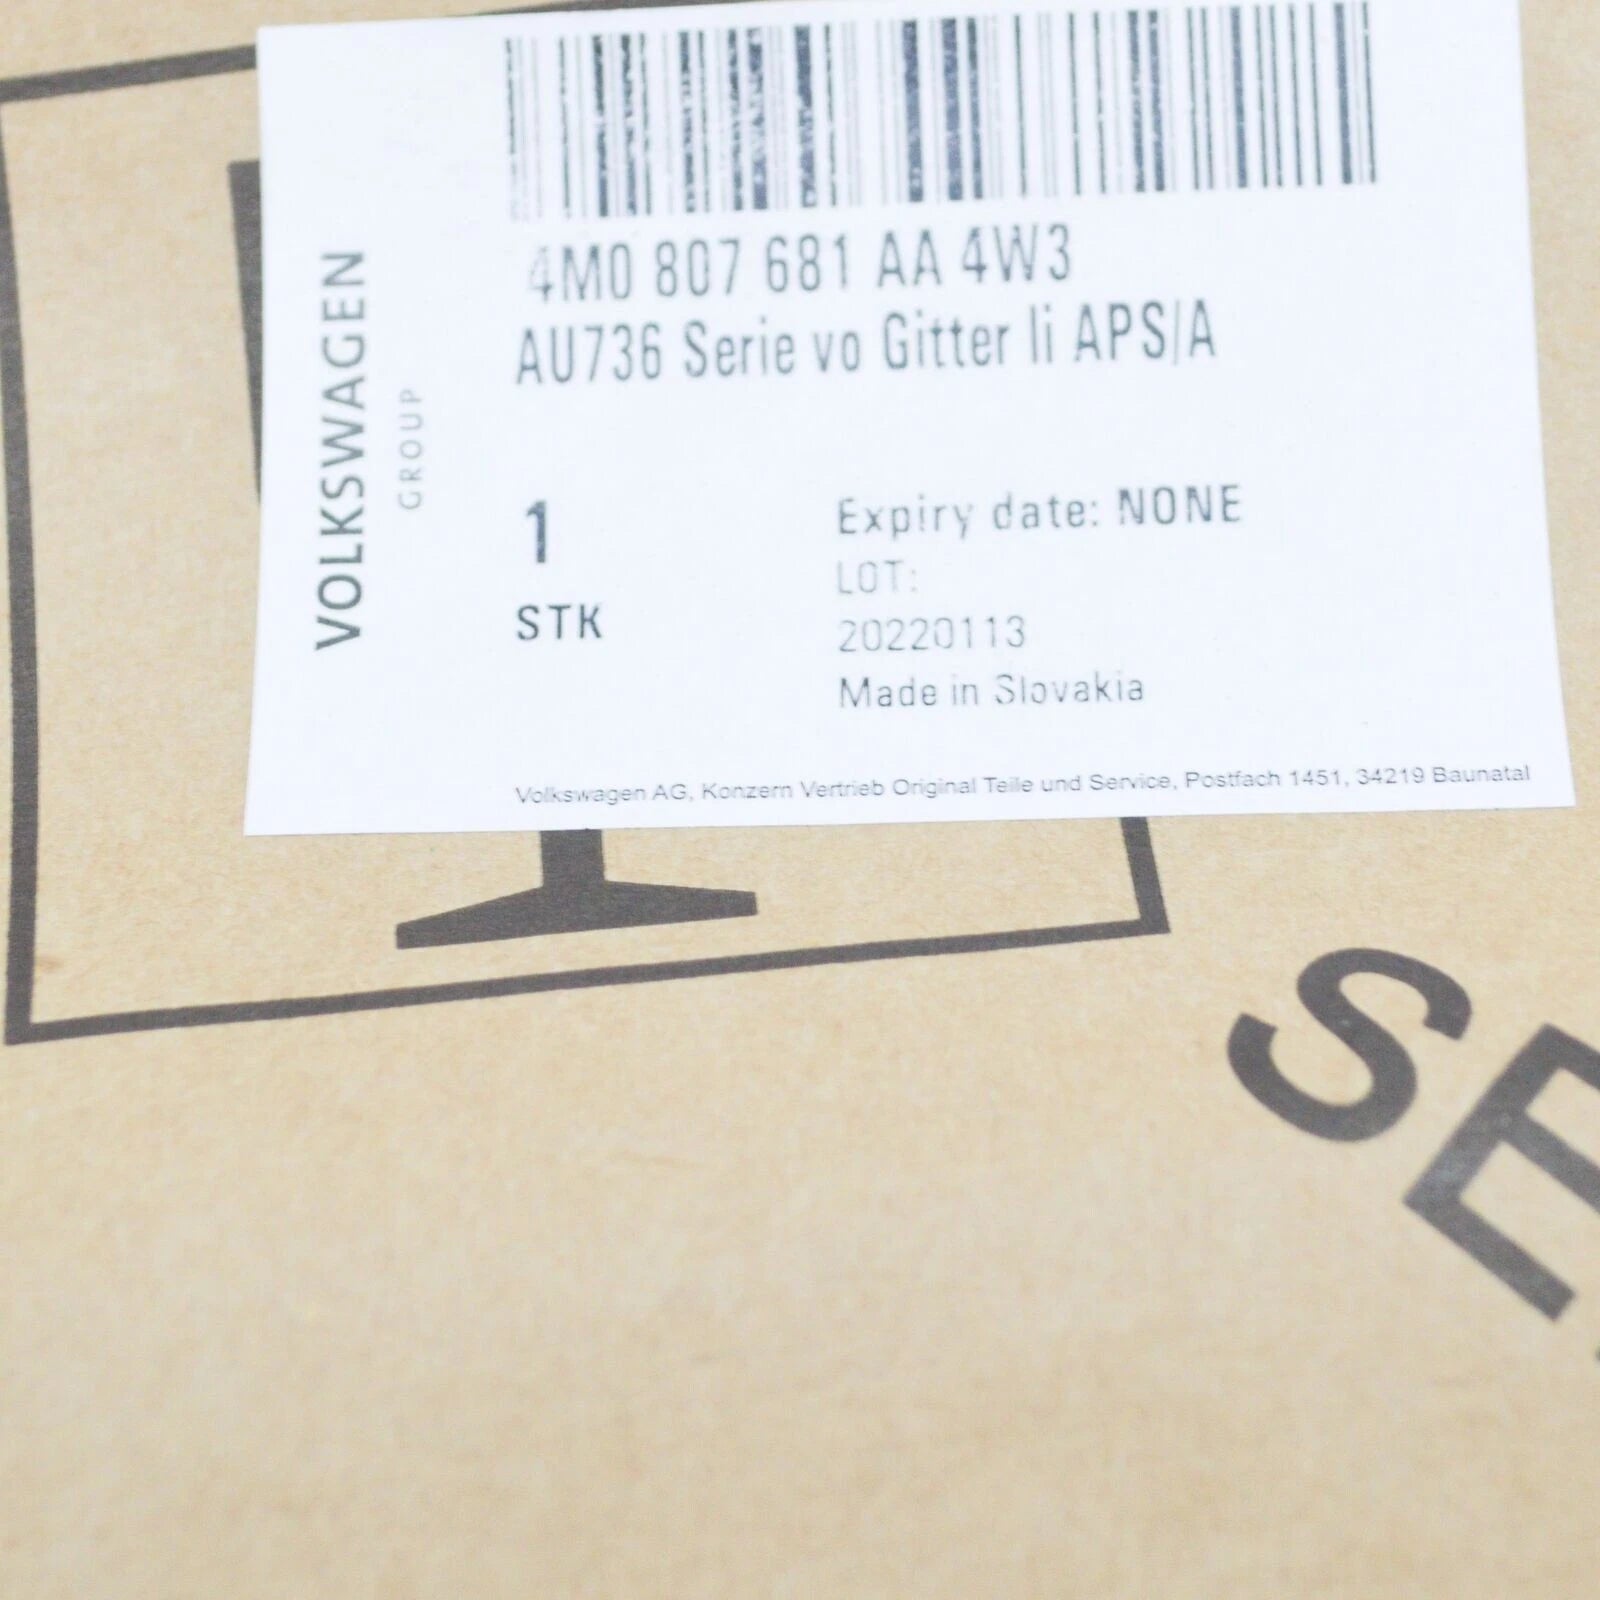 VOLKSWAGEN
GROUP
4M0 807 681 AA 4W3
AU736 Serie vo Gitter li APS/A
1
STK
Expiry date: NONE
LOT:
20220113
Made in Slovakia
Volkswagen AG, Konzern Vertrieb Original Teile und Service, Postfach 1451, 34219 Baunatal
SE